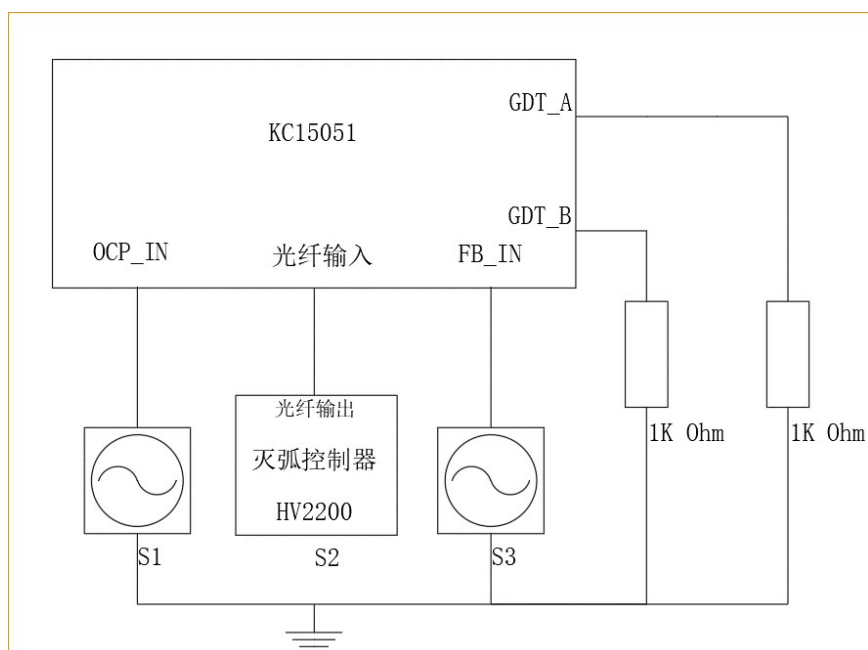 GDT_A
KC15051
GDT_B
OCP_IN
光纤输入
FB_IN
光纤输出
灭弧控制器
HV2200
1K Ohm
1K Ohm
S1
S2
S3